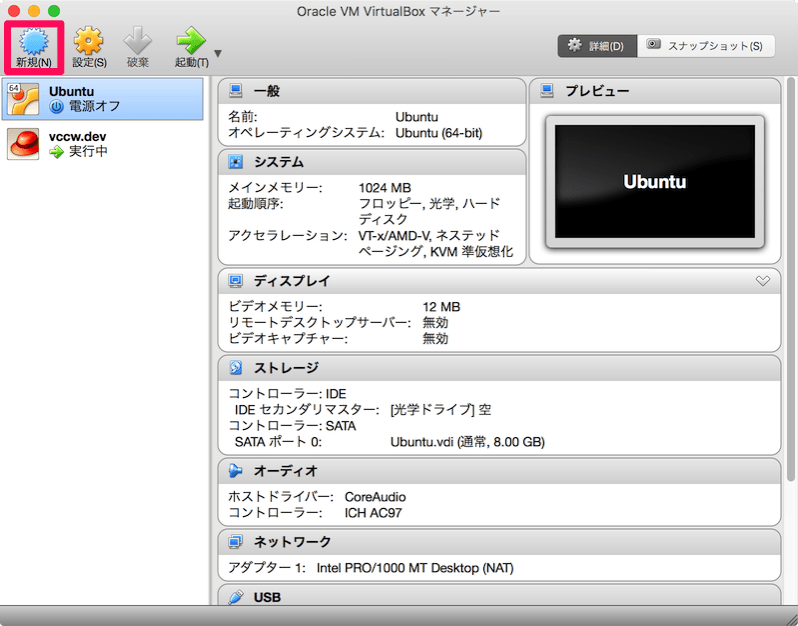 Oracle VM VirtualBox マネージャー
新規(N) 設定(S) 破棄 起動(T)
詳細(D) スナップショット(S)
64
Ubuntu
電源オフ
vccw.dev
実行中
一般
名前: Ubuntu
オペレーティングシステム: Ubuntu (64-bit)
プレビュー
Ubuntu
システム
メインメモリー: 1024 MB
起動順序: フロッピー, 光学, ハード
ディスク
アクセラレーション: VT-x/AMD-V, ネステッド
ページング, KVM 準仮想化
ディスプレイ
ビデオメモリー: 12 MB
リモートデスクトップサーバー: 無効
ビデオキャプチャー: 無効
ストレージ
コントローラー: IDE
IDE セカンダリマスター: [光学ドライブ] 空
コントローラー: SATA
SATA ポート 0: Ubuntu.vdi (通常, 8.00 GB)
オーディオ
ホストドライバー: CoreAudio
コントローラー: ICH AC97
ネットワーク
アダプター 1: Intel PRO/1000 MT Desktop (NAT)
USB